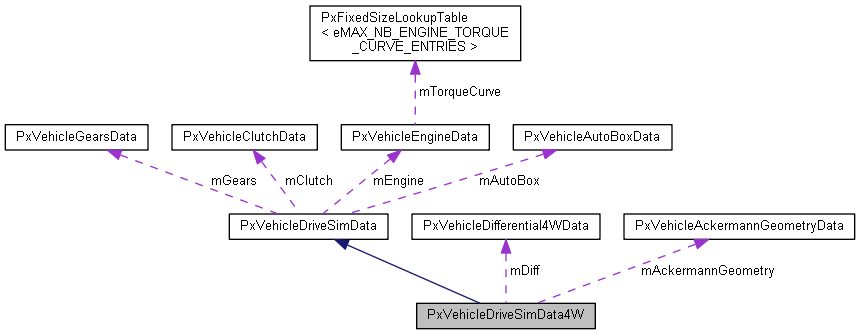 PxFixedSizeLookupTable
< eMAX_NB_ENGINE_TORQUE
_CURVE_ENTRIES >
mTorqueCurve
PxVehicleGearsData
PxVehicleClutchData
PxVehicleEngineData
PxVehicleAutoBoxData
mGears
mClutch
mEngine
mAutoBox
PxVehicleDriveSimData
PxVehicleDifferential4WData
PxVehicleAckermannGeometryData
mDiff
mAckermannGeometry
PxVehicleDriveSimData4W